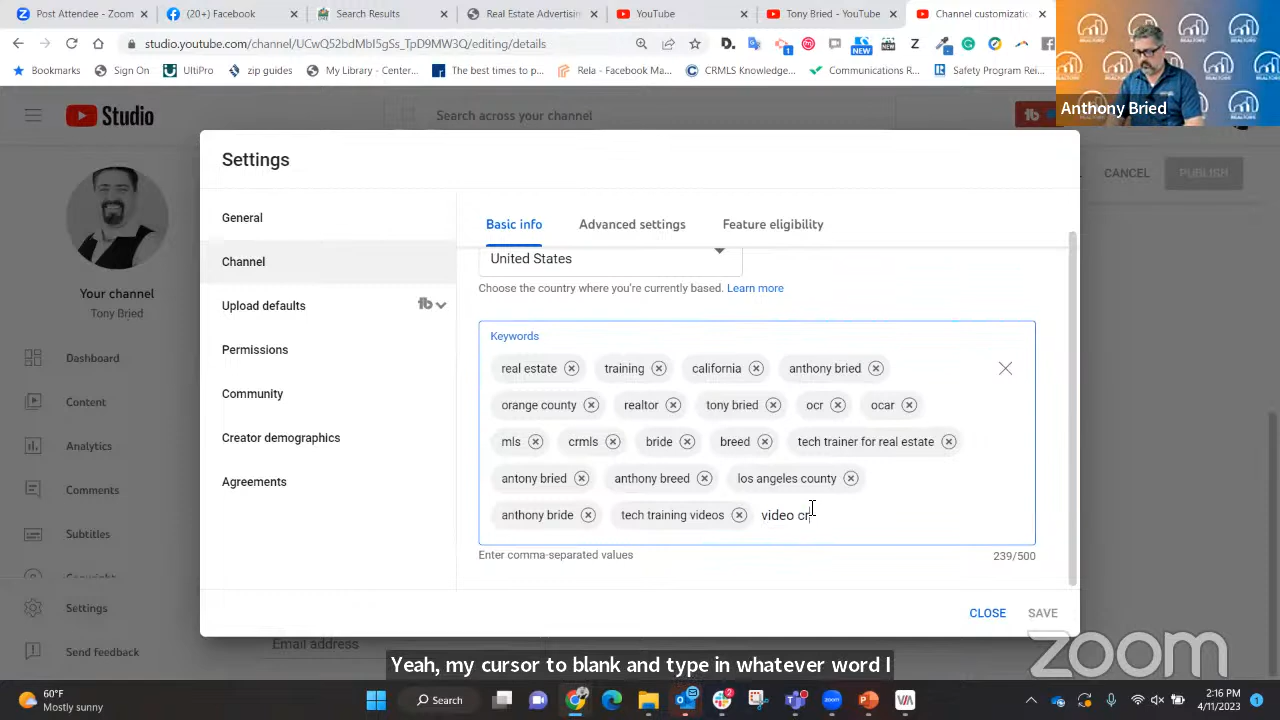 Post Attendee - Zoom
(20+) Facebook
Search Results
Real Estate Advertising
YouTube
Tony Bried - YouTube
Channel customization
studio.youtube.com/channel/
/editing/details
Bookmarks
Sign On
UltiPro
zip guides
My Library - Center...
The best times to p...
Rela - Facebook Ma...
CRMLS Knowledge...
Communications R...
Safety Program Rei...
Anthony Bried
Studio
Search across your channel
CANCEL
PUBLISH
Your channel
Tony Bried
Dashboard
Content
Analytics
Comments
Subtitles
Copyright
Settings
Send feedback
Settings
General
Channel
Upload defaults
Permissions
Community
Creator demographics
Agreements
Basic info
Advanced settings
Feature eligibility
United States
Choose the country where you're currently based. Learn more
Keywords
real estate training california anthony bried
orange county realtor tony bried ocr ocar
mls crmls bride breed tech trainer for real estate
antony bried anthony breed los angeles county
anthony bride tech training videos video cr
Enter comma-separated values
239/500
CLOSE SAVE
Email address
zoom
Yeah, my cursor to blank and type in whatever word I
60°F
Mostly sunny
Search
2:16 PM
4/11/2023